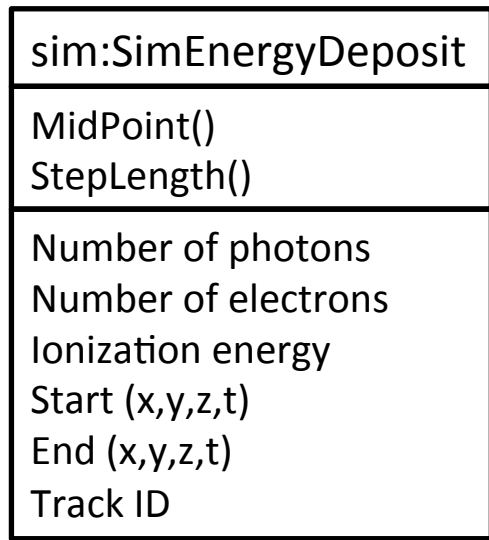 sim:SimEnergyDeposit
MidPoint()
StepLength()
Number of photons
Number of electrons
Ionization energy
Start (x,y,z,t)
End (x,y,z,t)
Track ID